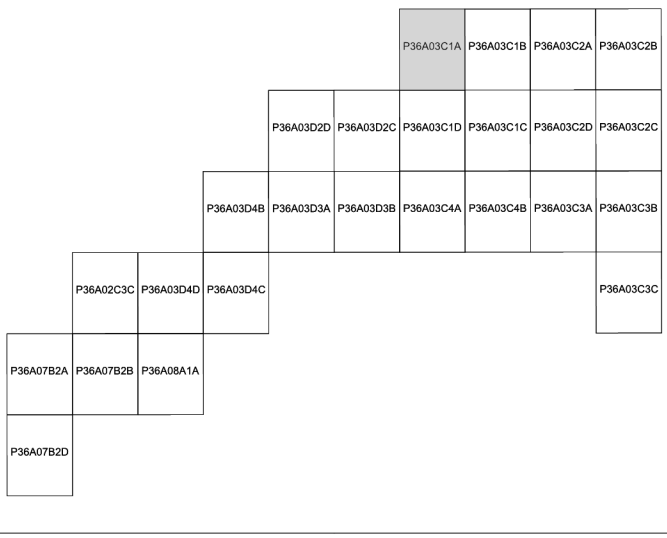 P36A03C1A P36A03C1B P36A03C2A P36A03C2B
P36A03D2D P36A03D2C P36A03C1D P36A03C1C P36A03C2D P36A03C2C
P36A03D4B P36A03D3A P36A03D3B P36A03C4A P36A03C4B P36A03C3A P36A03C3B
P36A02C3C P36A03D4D P36A03D4C P36A03C3C
P36A07B2A P36A07B2B P36A08A1A
P36A07B2D